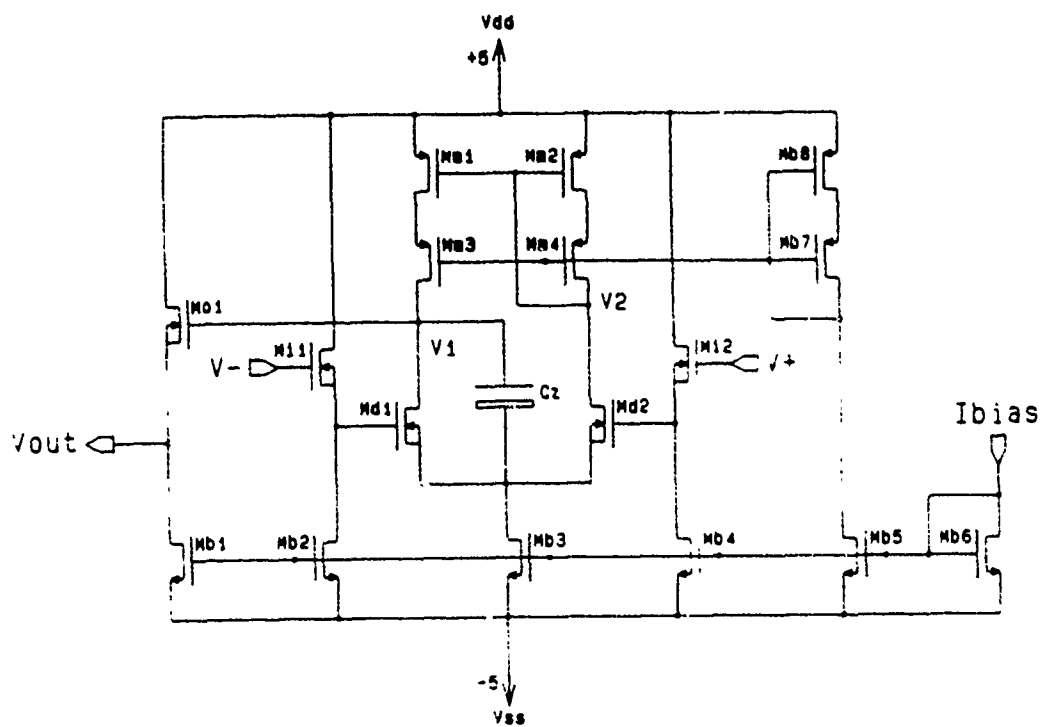 Vdd
+5
Mm1
Mm2
Mb8
Mm3
Mm4
Mb7
Mo1
V2
V1
Mi1
Mi2
V-
V+
Cz
Md1
Md2
Ibias
Vout
Mb1
Mb2
Mb3
Mb4
Mb5
Mb6
-5
Vss